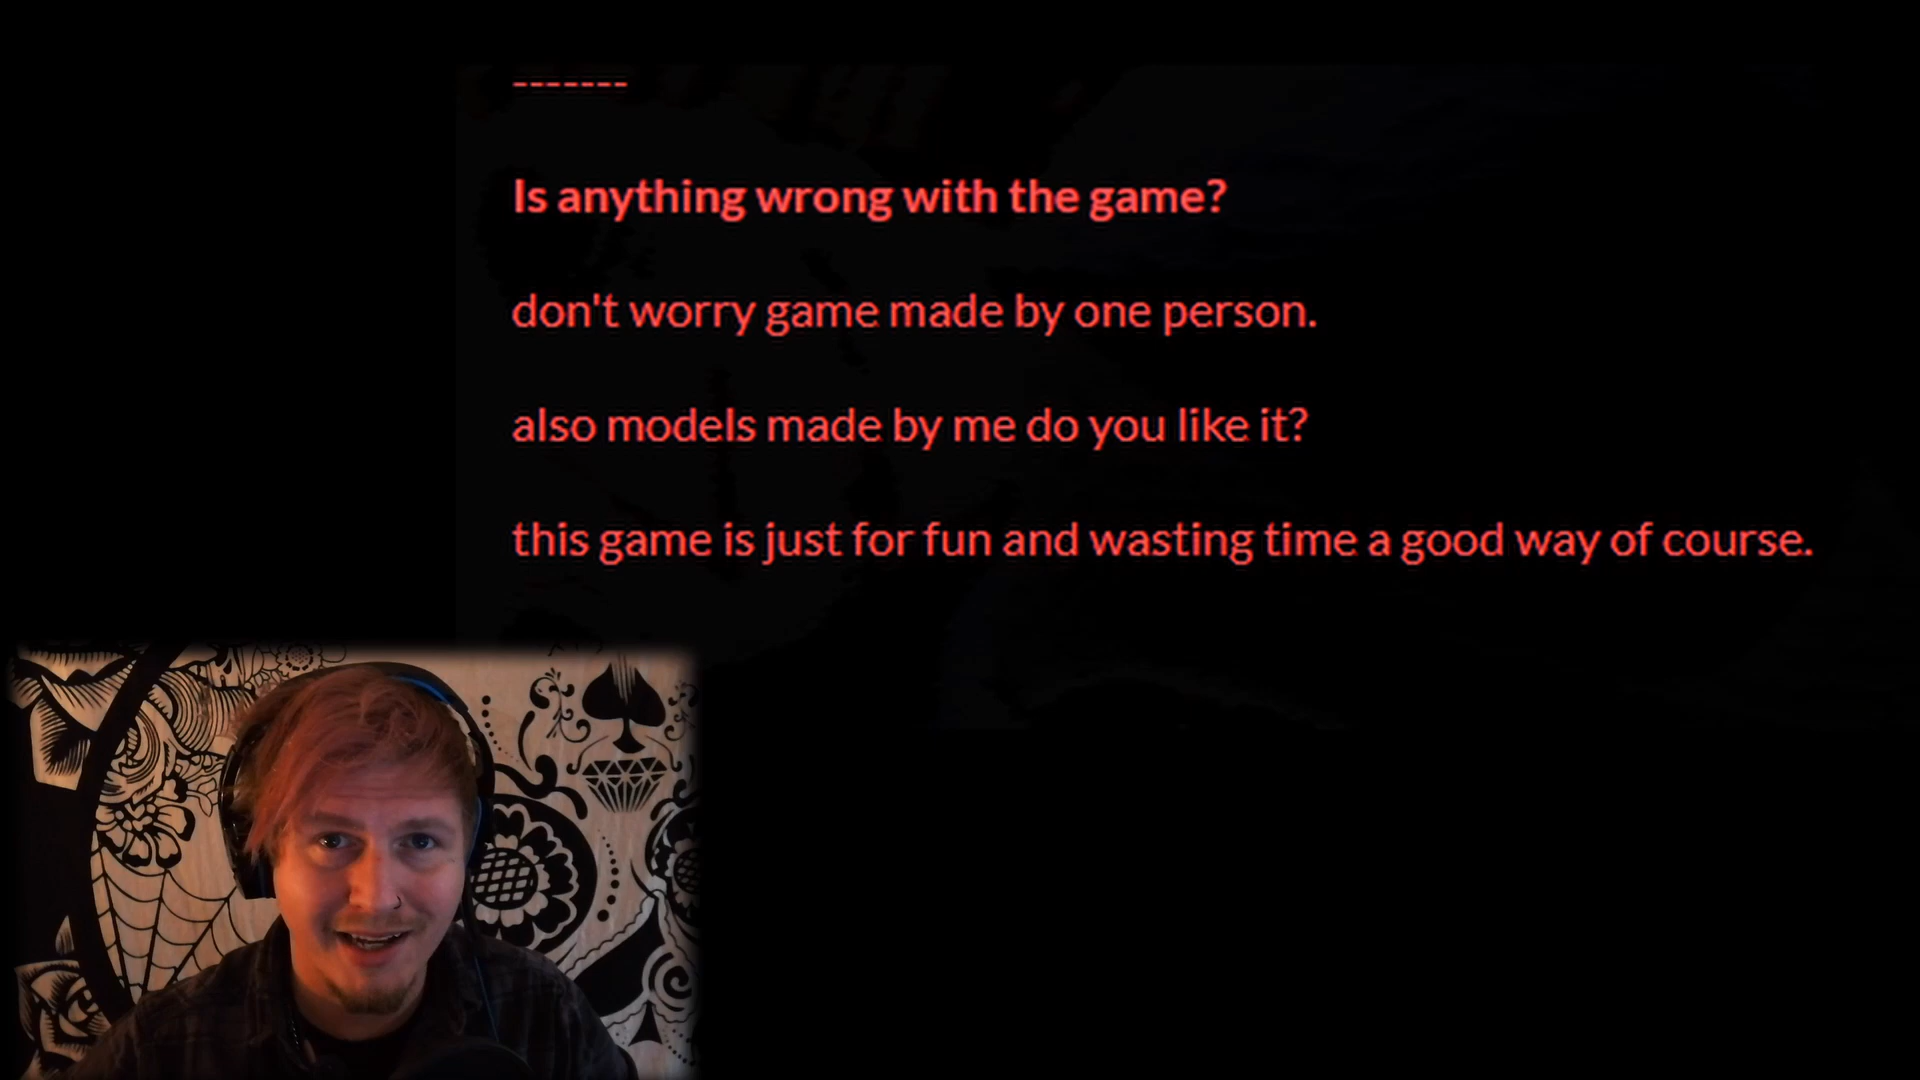 -------
Is anything wrong with the game?
don't worry game made by one person.
also models made by me do you like it?
this game is just for fun and wasting time a good way of course.